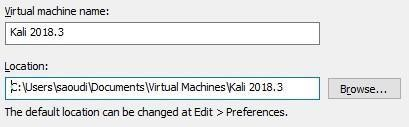 Virtual machine name:
Kali 2018.3
Location:
C:\Users\saoudi\Documents\Virtual Machines\Kali 2018.3
Browse...
The default location can be changed at Edit > Preferences.